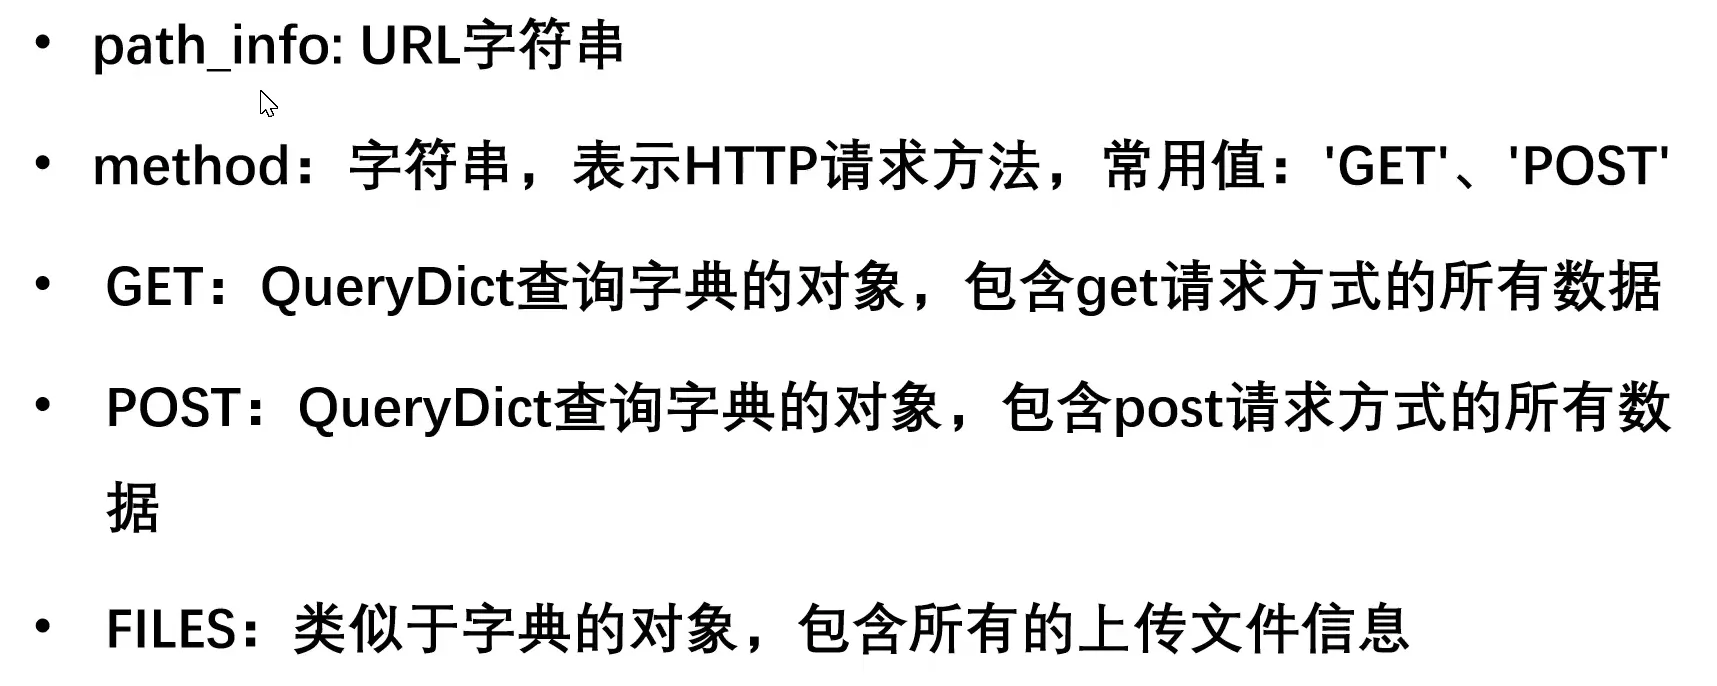 • path_info: URL字符串
• method：字符串，表示HTTP请求方法，常用值：'GET'、'POST'
• GET：QueryDict查询字典的对象，包含get请求方式的所有数据
• POST：QueryDict查询字典的对象，包含post请求方式的所有数
据
• FILES：类似于字典的对象，包含所有的上传文件信息